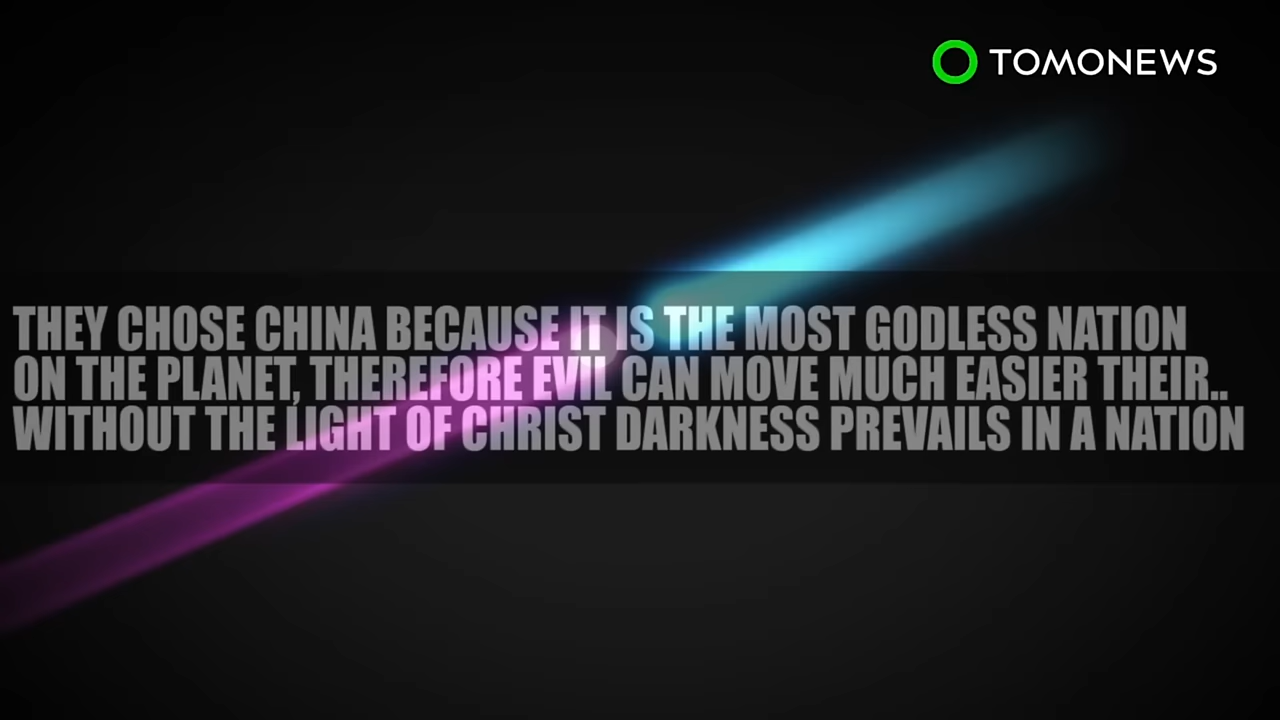 TOMONEWS
THEY CHOSE CHINA BECAUSE IT IS THE MOST GODLESS NATION
ON THE PLANET, THEREFORE EVIL CAN MOVE MUCH EASIER THEIR..
WITHOUT THE LIGHT OF CHRIST DARKNESS PREVAILS IN A NATION